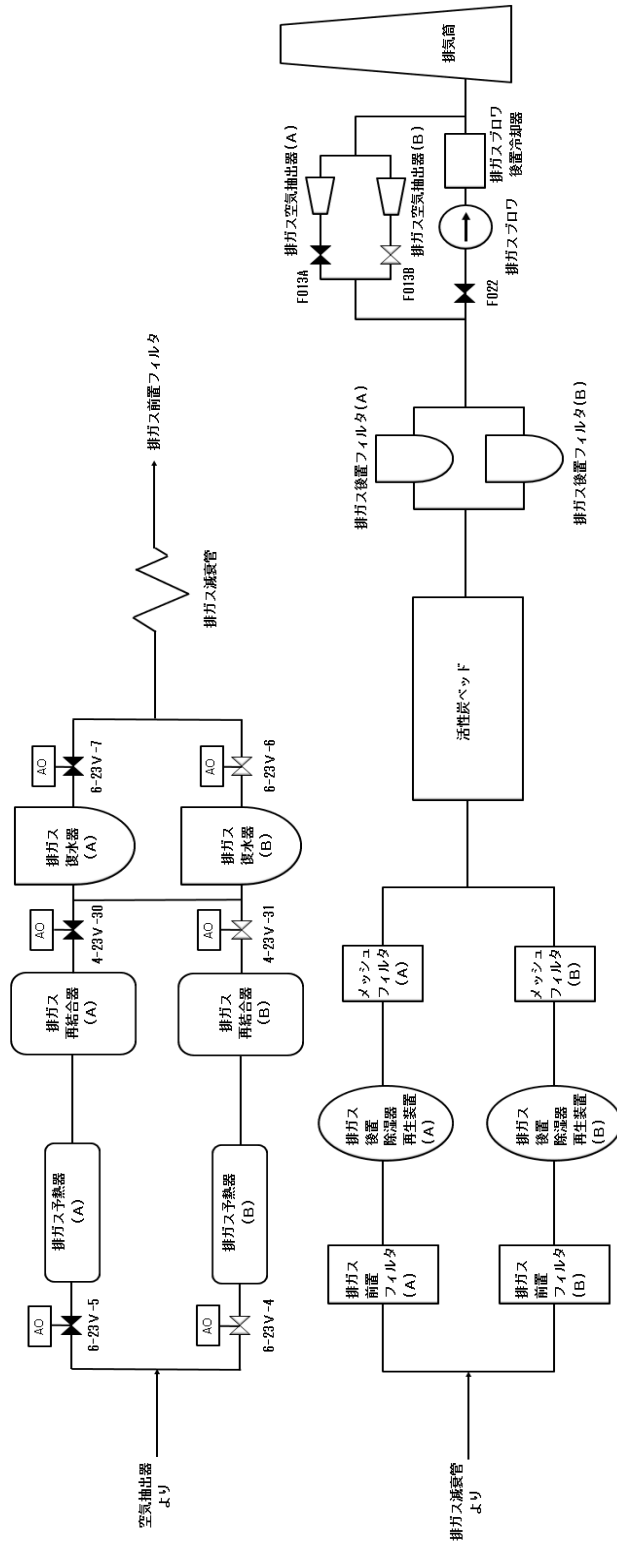 空気抽出器
より
AO
6-23V-5
排ガス予熱器
(A)
排ガス
再結合器
(A)
AO
4-23V-30
排ガス
復水器
(A)
AO
6-23V-7
AO
6-23V-4
排ガス予熱器
(B)
排ガス
再結合器
(B)
AO
4-23V-31
排ガス
復水器
(B)
AO
6-23V-6
排ガス減衰管
排ガス前置フィルタ
排ガス減衰管
より
排ガス
前置
フィルタ
(A)
排ガス
後置
除湿器
再生装置
(A)
メッシュ
フィルタ
(A)
排ガス
前置
フィルタ
(B)
排ガス
後置
除湿器
再生装置
(B)
メッシュ
フィルタ
(B)
活性炭ベッド
排ガス後置フィルタ(A)
排ガス後置フィルタ(B)
F013A
排ガス空気抽出器(A)
F013B
排ガス空気抽出器(B)
F022
排ガスブロワ
排ガスブロワ
後置冷却器
排気筒